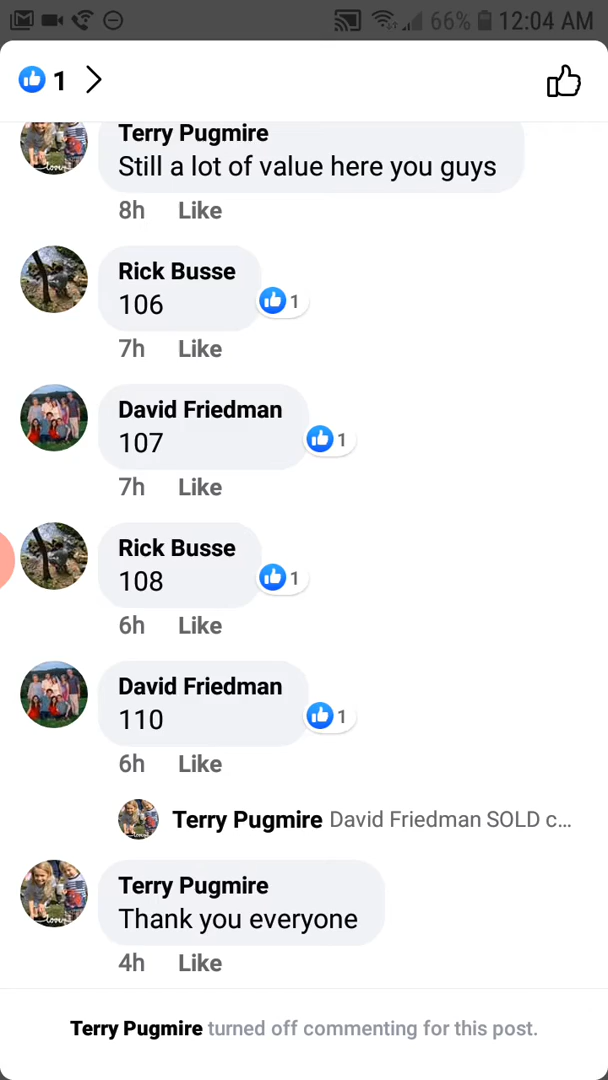 66% 12:04 AM
1
Terry Pugmire
Still a lot of value here you guys
8h Like
Rick Busse
106
1
7h Like
David Friedman
107
1
7h Like
Rick Busse
108
1
6h Like
David Friedman
110
1
6h Like
Terry Pugmire David Friedman SOLD c...
Terry Pugmire
Thank you everyone
4h Like
Terry Pugmire turned off commenting for this post.